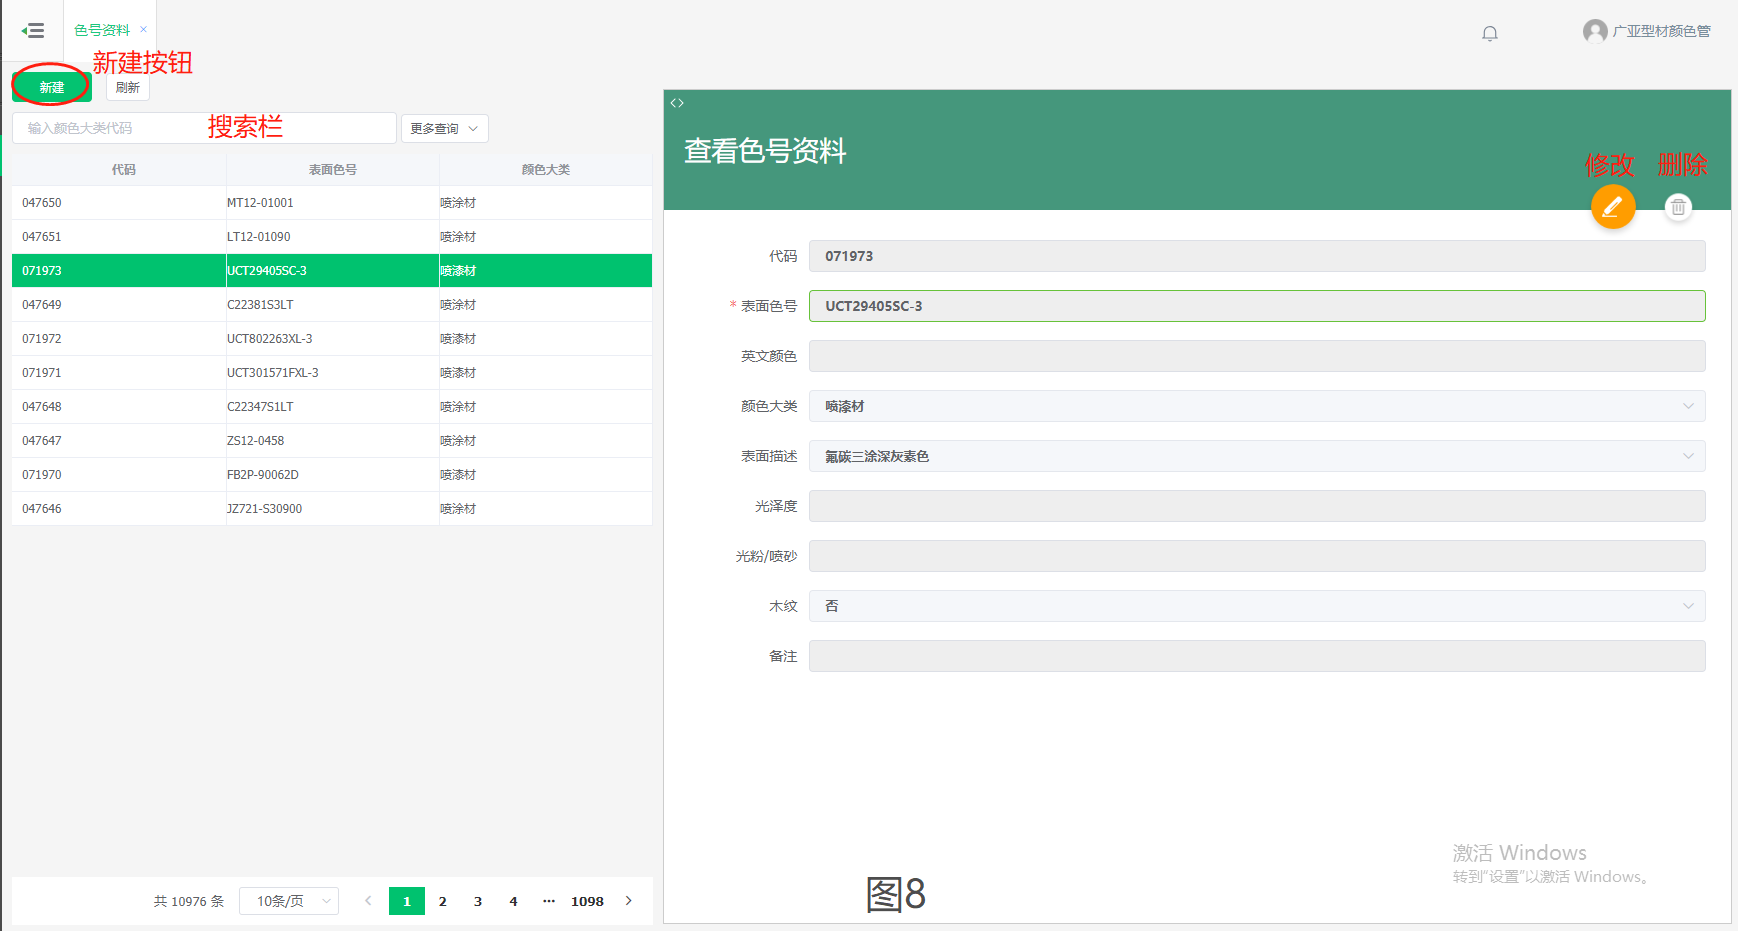 色号资料 ×
广亚型材颜色管
新建按钮
新建
刷新
输入颜色大类代码
搜索栏
更多查询
代码 表面色号 颜色大类
047650 MT12-01001 喷涂材
047651 LT12-01090 喷涂材
071973 UCT29405SC-3 喷漆材
047649 C22381S3LT 喷涂材
071972 UCT802263XL-3 喷漆材
071971 UCT301571FXL-3 喷漆材
047648 C22347S1LT 喷涂材
047647 ZS12-0458 喷涂材
071970 FB2P-90062D 喷漆材
047646 JZ721-S30900 喷涂材
共 10976 条 10条/页 1 2 3 4 ··· 1098
查看色号资料
修改 删除
代码 071973
* 表面色号 UCT29405SC-3
英文颜色
颜色大类 喷漆材
表面描述 氟碳三涂深灰素色
光泽度
光粉/喷砂
木纹 否
备注
激活 Windows
转到“设置”以激活 Windows。
图8